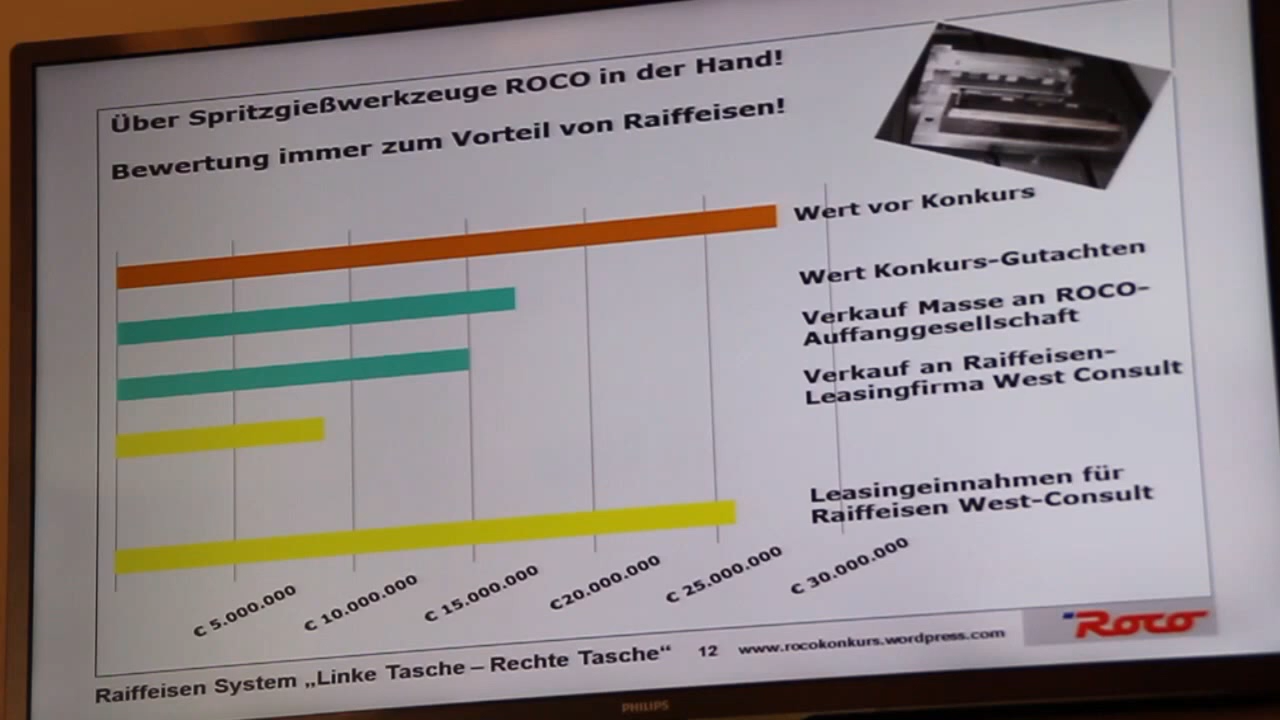 Über Spritzgießwerkzeuge ROCO in der Hand!
Bewertung immer zum Vorteil von Raiffeisen!
Wert vor Konkurs
Wert Konkurs-Gutachten
Verkauf Masse an ROCO-
Auffanggesellschaft
Verkauf an Raiffeisen-
Leasingfirma West Consult
Leasingeinnahmen für
Raiffeisen West-Consult
€ 5.000.000
€ 10.000.000
€ 15.000.000
€20.000.000
€ 25.000.000
€ 30.000.000
Raiffeisen System „Linke Tasche – Rechte Tasche“ 12 www.rocokonkurs.wordpress.com
Roco
PHILIPS